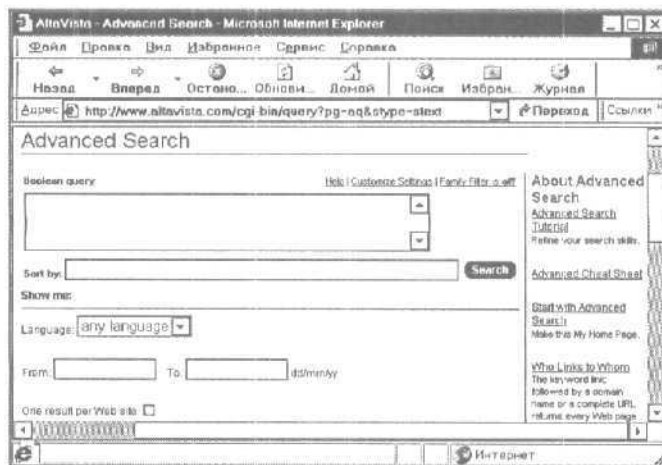 AltaVista - Advanced Search - Microsoft Internet Explorer
Файл Правка Вид Избранное Сервис Справка
Назад Вперед Остано... Обнови... Домой Поиск Избран... Журнал
Адрес http://www.altavista.com/cgi-bin/query?pg=aq&stype=stext Переход Ссылки
Advanced Search
Boolean query
Help | Customize Settings | Family Filter is off
Sort by: Search
Show me:
Language: any language
From: To: dd/mm/yy
One result per Web site
About Advanced
Search
Advanced Search
Tutorial
Refine your search skills.
Advanced Cheat Sheet
Start with Advanced
Search
Make this My Home Page.
Who Links to Whom
The keyword link:
followed by a domain
name or a complete URL,
returns every Web page
Интернет